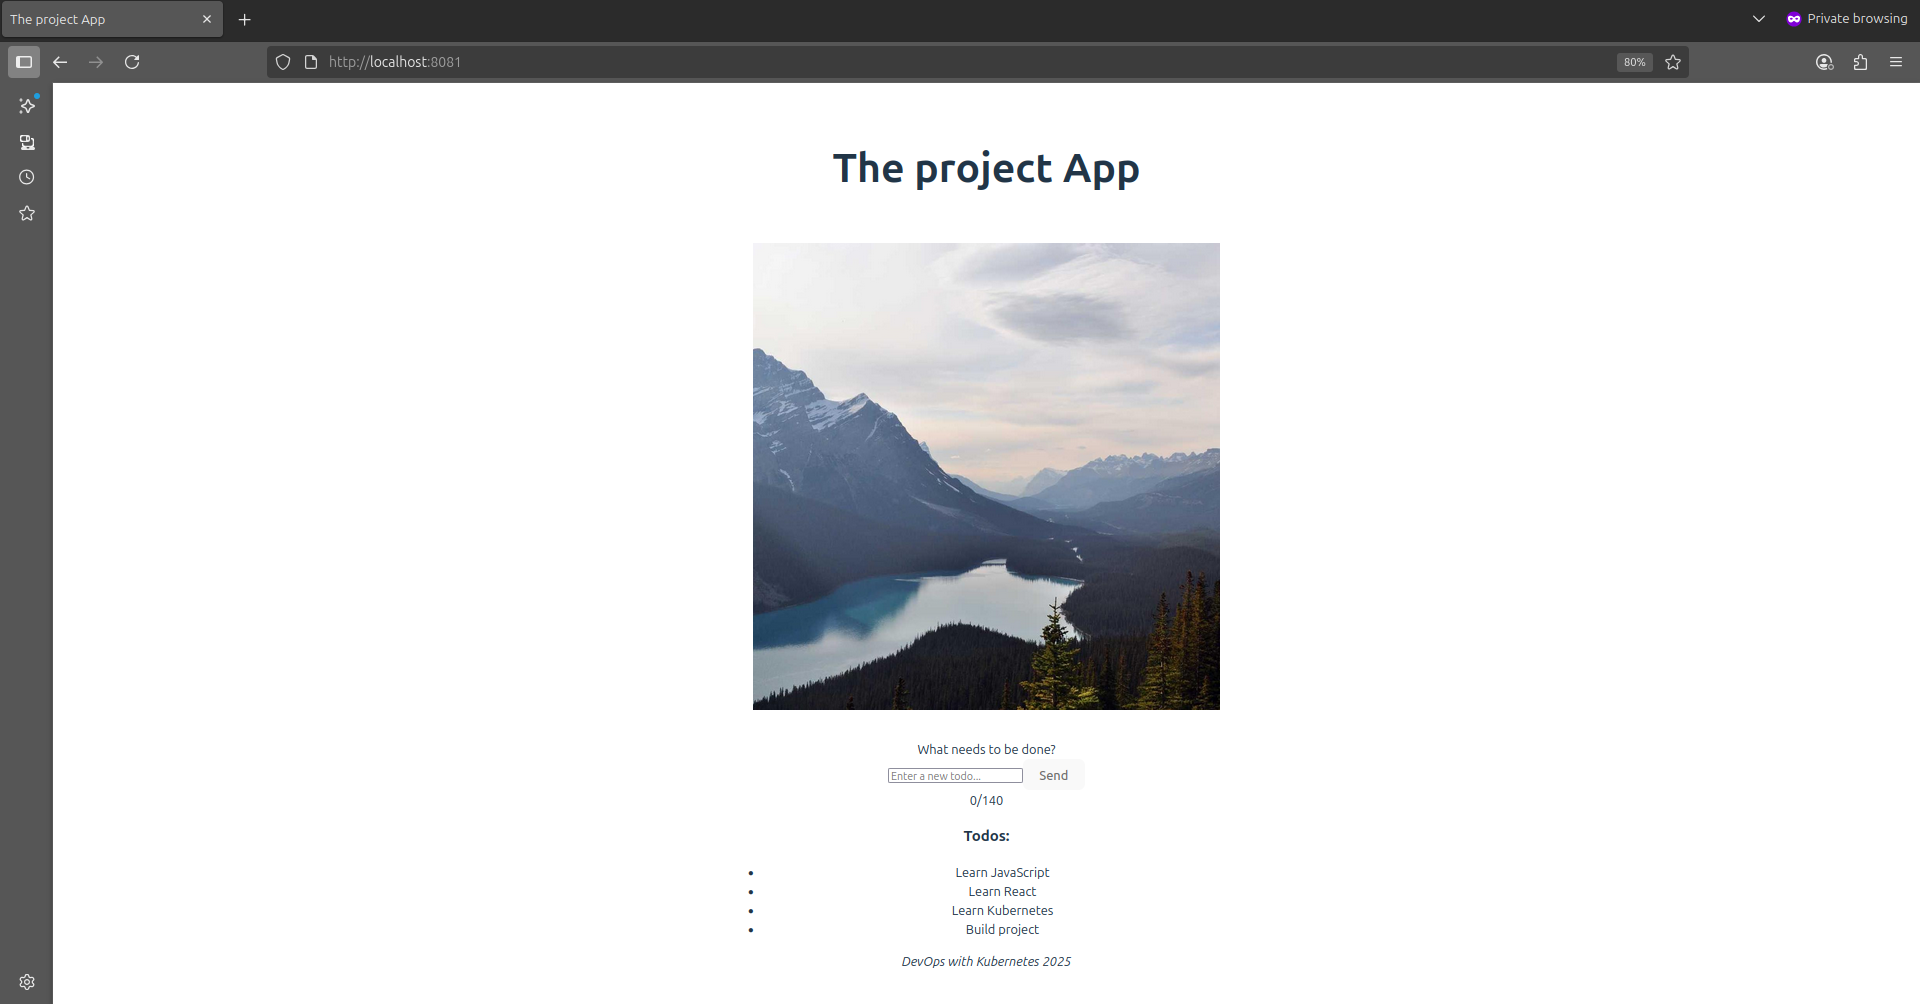 The project App
Private browsing
http://localhost:8081
80%
The project App
What needs to be done?
Enter a new todo...
Send
0/140
Todos:
Learn JavaScript
Learn React
Learn Kubernetes
Build project
DevOps with Kubernetes 2025